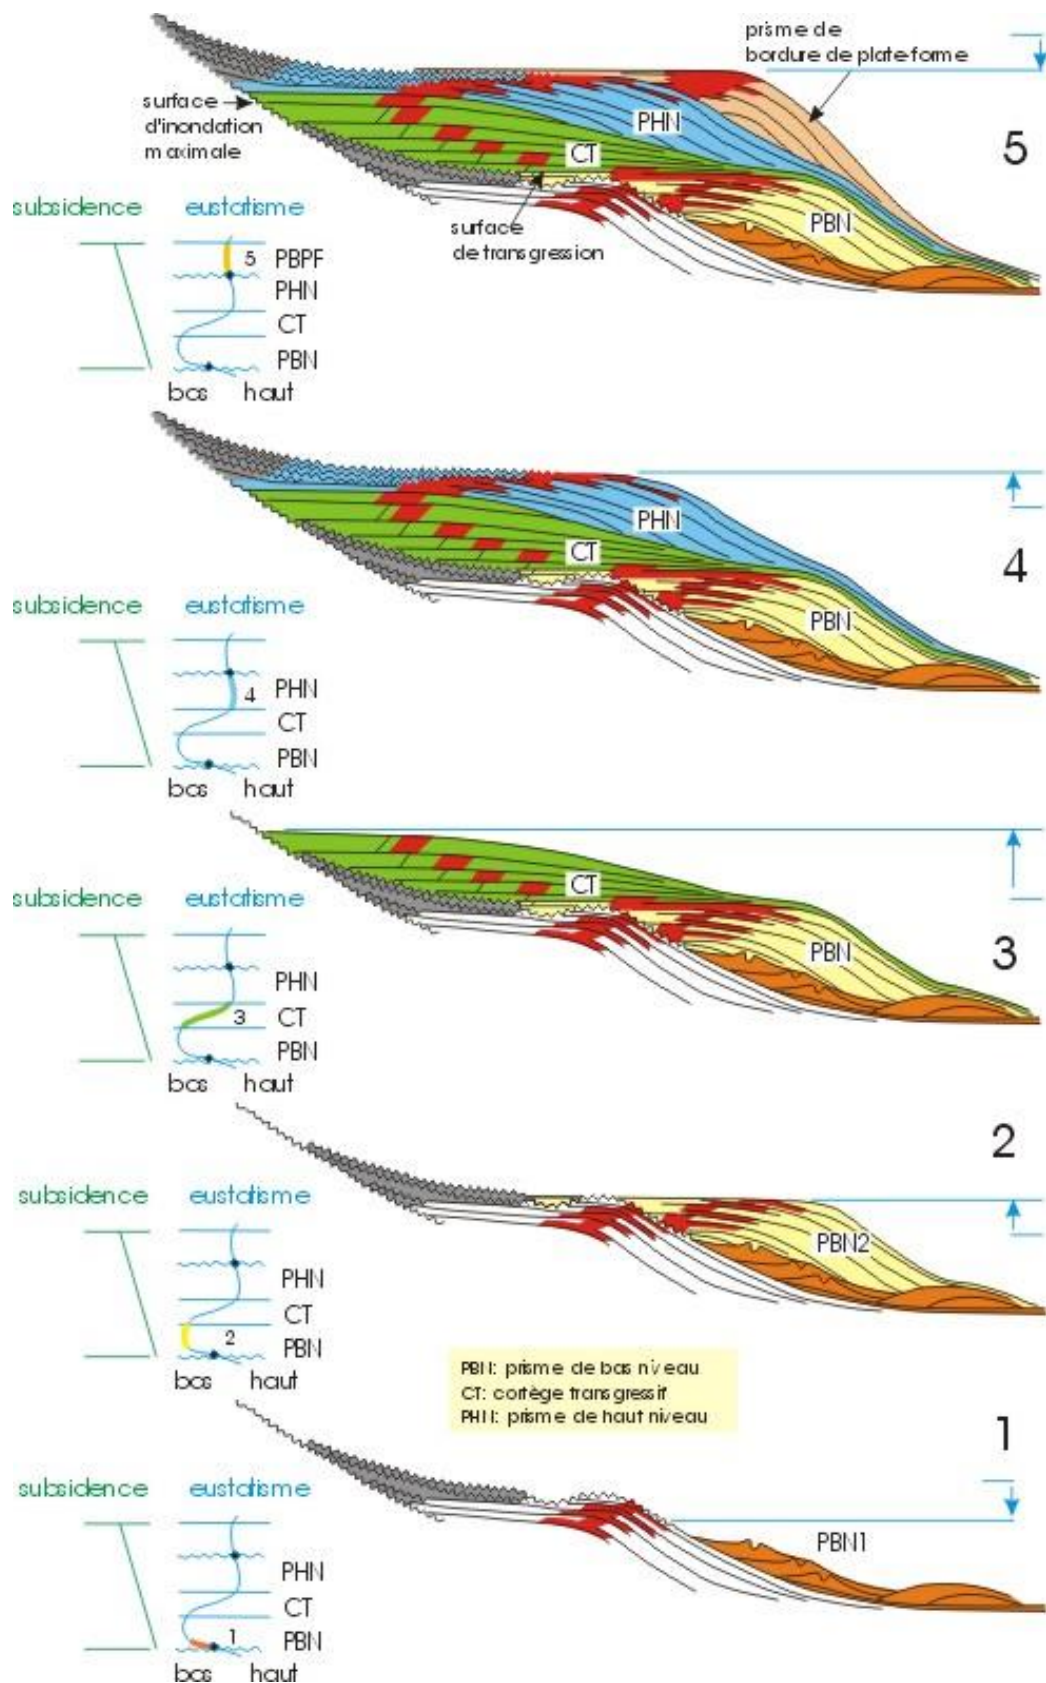 prisme de
bordure de plate-forme
surface
d'inondation
maximale
PHN
5
CT
surface
de transgression
PBN
subsidence
eustatisme
5
PBPF
PHN
CT
PBN
bas
haut
PHN
CT
4
PBN
subsidence
eustatisme
4
PHN
CT
PBN
bas
haut
CT
3
PBN
subsidence
eustatisme
PHN
3
CT
PBN
bas
haut
2
subsidence
eustatisme
PBN2
PHN
CT
2
PBN
bas
haut
PBN: prisme de bas niveau
CT: cortège transgressif
PHN: prisme de haut niveau
1
subsidence
eustatisme
PBN1
PHN
CT
1
PBN
bas
haut